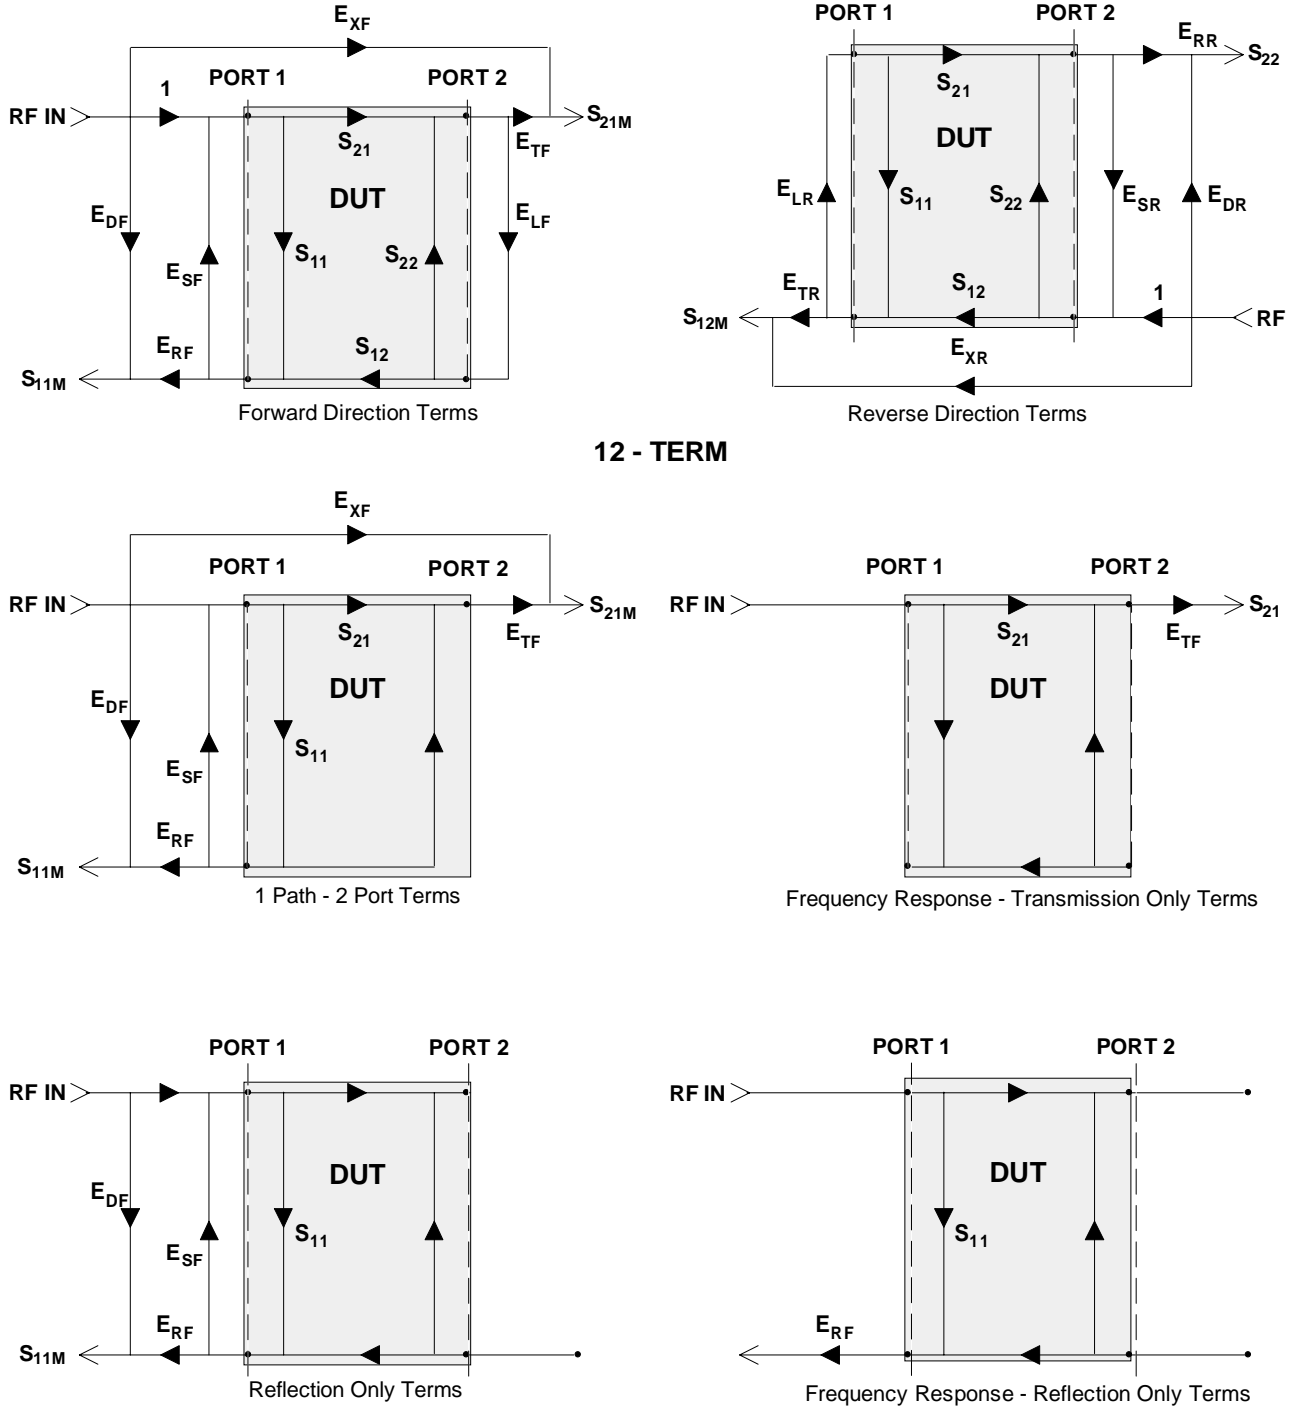 E_XF
PORT 1 PORT 2
1
RF IN
S_21M
S_21
E_TF
DUT
E_DF
E_LF
E_SF
S_11
S_22
E_RF
S_12
S_11M
Forward Direction Terms
PORT 1 PORT 2
E_RR
S_22
S_21
DUT
E_LR
S_11
S_22
E_SR
E_DR
E_TR
S_12
1
S_12M
RF
E_XR
Reverse Direction Terms
12 - TERM
E_XF
PORT 1 PORT 2
RF IN
S_21M
S_21
E_TF
DUT
E_DF
S_11
E_SF
E_RF
S_11M
1 Path - 2 Port Terms
PORT 1 PORT 2
RF IN
S_21
S_21
E_TF
DUT
Frequency Response - Transmission Only Terms
PORT 1 PORT 2
RF IN
DUT
E_DF
S_11
E_SF
E_RF
S_11M
Reflection Only Terms
PORT 1 PORT 2
RF IN
DUT
S_11
E_RF
Frequency Response - Reflection Only Terms